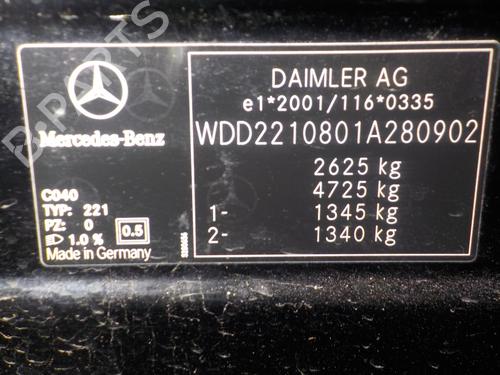 B-PARTS
Mercedes-Benz
C040
TYP: 221
PZ: 0
1.0 %
0.5
Made in Germany
DAIMLER AG
e1*2001/116*0335
WDD2210801A280902
2625 kg
4725 kg
1- 1345 kg
2- 1340 kg